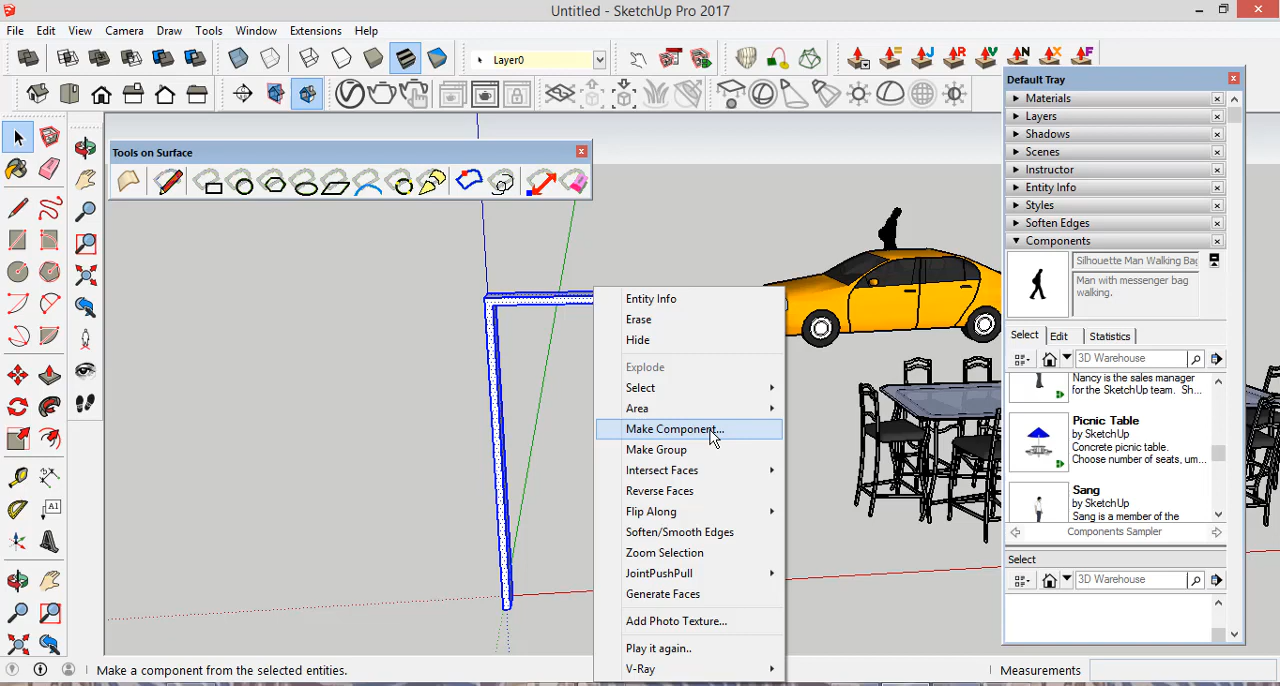 Untitled - SketchUp Pro 2017
File Edit View Camera Draw Tools Window Extensions Help
Layer0
Tools on Surface
Entity Info
Erase
Hide
Explode
Select
Area
Make Component...
Make Group
Intersect Faces
Reverse Faces
Flip Along
Soften/Smooth Edges
Zoom Selection
JointPushPull
Generate Faces
Add Photo Texture...
Play it again..
V-Ray
Default Tray
Materials
Layers
Shadows
Scenes
Instructor
Entity Info
Styles
Soften Edges
Components
Silhouette Man Walking Bag
Man with messenger bag
walking.
Select Edit Statistics
3D Warehouse
Nancy is the sales manager
for the SketchUp team. Sh...
Picnic Table
by SketchUp
Concrete picnic table.
Choose number of seats, um...
Sang
by SketchUp
Sang is a member of the
Components Sampler
Select
3D Warehouse
A1
Make a component from the selected entities.
Measurements